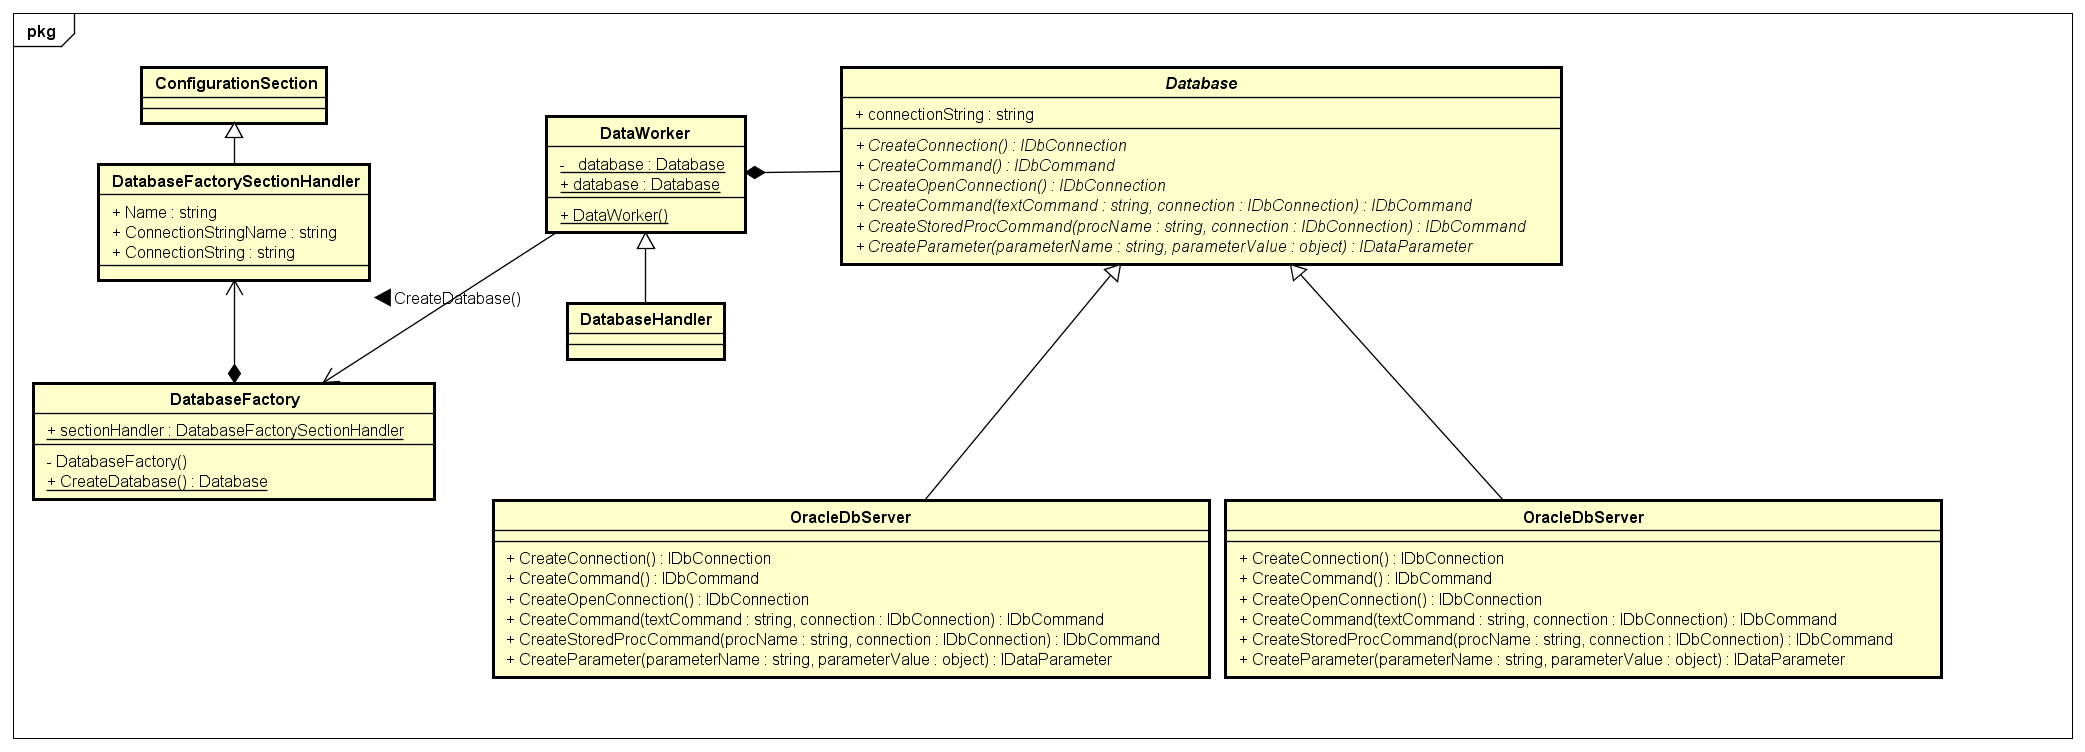 pkg
ConfigurationSection
DatabaseFactorySectionHandler
+ Name : string
+ ConnectionStringName : string
+ ConnectionString : string
DataWorker
- _database : Database
+ database : Database
+ DataWorker()
Database
+ connectionString : string
+ CreateConnection() : IDbConnection
+ CreateCommand() : IDbCommand
+ CreateOpenConnection() : IDbConnection
+ CreateCommand(textCommand : string, connection : IDbConnection) : IDbCommand
+ CreateStoredProcCommand(procName : string, connection : IDbConnection) : IDbCommand
+ CreateParameter(parameterName : string, parameterValue : object) : IDataParameter
CreateDatabase()
DatabaseHandler
DatabaseFactory
+ sectionHandler : DatabaseFactorySectionHandler
- DatabaseFactory()
+ CreateDatabase() : Database
OracleDbServer
+ CreateConnection() : IDbConnection
+ CreateCommand() : IDbCommand
+ CreateOpenConnection() : IDbConnection
+ CreateCommand(textCommand : string, connection : IDbConnection) : IDbCommand
+ CreateStoredProcCommand(procName : string, connection : IDbConnection) : IDbCommand
+ CreateParameter(parameterName : string, parameterValue : object) : IDataParameter
OracleDbServer
+ CreateConnection() : IDbConnection
+ CreateCommand() : IDbCommand
+ CreateOpenConnection() : IDbConnection
+ CreateCommand(textCommand : string, connection : IDbConnection) : IDbCommand
+ CreateStoredProcCommand(procName : string, connection : IDbConnection) : IDbCommand
+ CreateParameter(parameterName : string, parameterValue : object) : IDataParameter